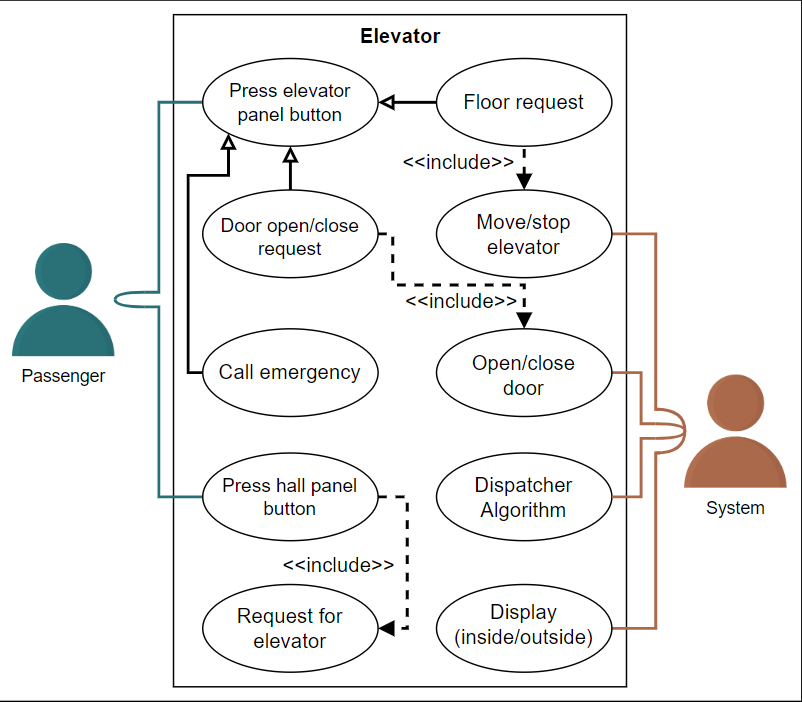 Elevator
Press elevator
panel button
Floor request
<<include>>
Door open/close
request
Move/stop
elevator
<<include>>
Passenger
Call emergency
Open/close
door
Press hall panel
button
Dispatcher
Algorithm
System
<<include>>
Request for
elevator
Display
(inside/outside)